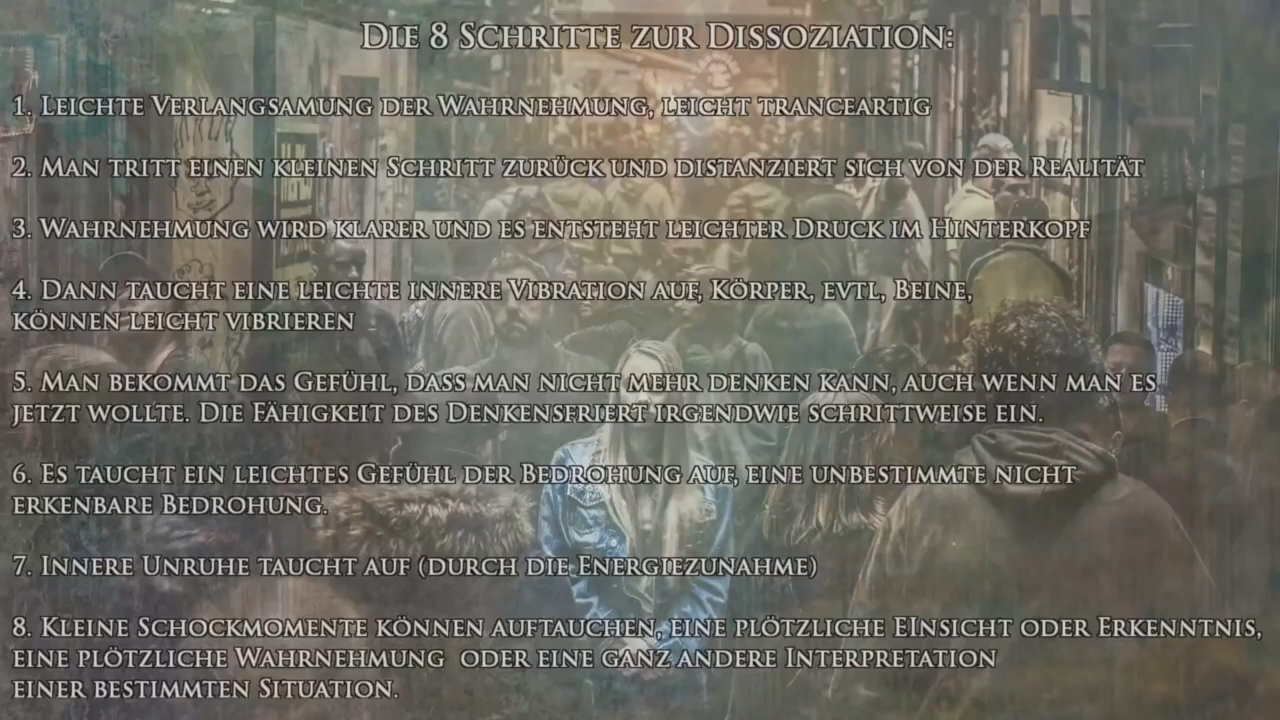 Die 8 Schritte zur Dissoziation:
1. Leichte Verlangsamung der Wahrnehmung, leicht tranceartig
2. Man tritt einen kleinen Schritt zurück und distanziert sich von der Realität
3. Wahrnehmung wird klarer und es entsteht leichter Druck im Hinterkopf
4. Dann taucht eine leichte innere Vibration auf, Körper, evtl, Beine,
können leicht vibrieren
5. Man bekommt das Gefühl, dass man nicht mehr denken kann, auch wenn man es
jetzt wollte. Die Fähigkeit des Denkensfriert irgendwie schrittweise ein.
6. Es taucht ein leichtes Gefühl der Bedrohung auf, eine unbestimmte nicht
erkenbare Bedrohung.
7. Innere Unruhe taucht auf (durch die Energiezunahme)
8. Kleine Schockmomente können auftauchen, eine plötzliche EInsicht oder Erkenntnis,
eine plötzliche Wahrnehmung oder eine ganz andere Interpretation
einer bestimmten Situation.